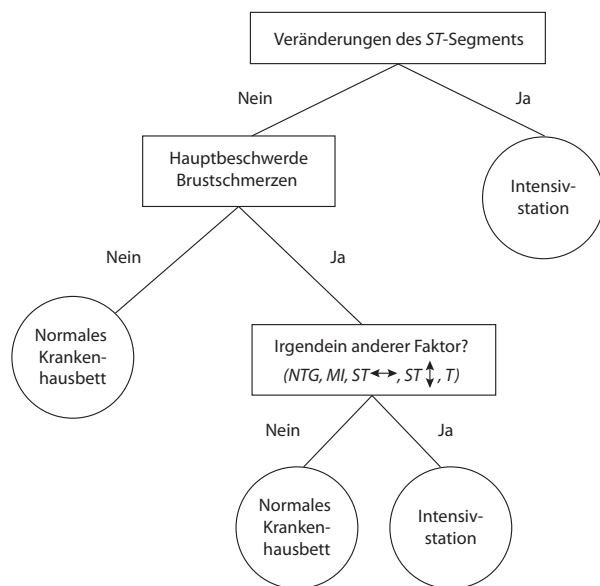 Veränderungen des ST-Segments
Nein
Ja
Hauptbeschwerde
Brustschmerzen
Intensiv-
station
Nein
Ja
Normales
Kranken-
hausbett
Irgendein anderer Faktor?
(NTG, MI, ST↔, ST↕, T)
Nein
Ja
Normales
Kranken-
hausbett
Intensiv-
station